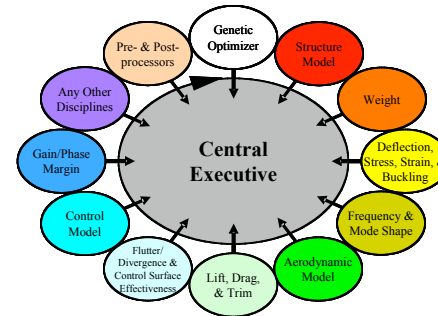 Genetic
Optimizer
Structure
Model
Weight
Deflection,
Stress, Strain, &
Buckling
Frequency &
Mode Shape
Aerodynamic
Model
Lift, Drag,
& Trim
Flutter/
Divergence &
Control Surface
Effectiveness
Control
Model
Gain/Phase
Margin
Any Other
Disciplines
Pre- & Post-
processors
Central
Executive